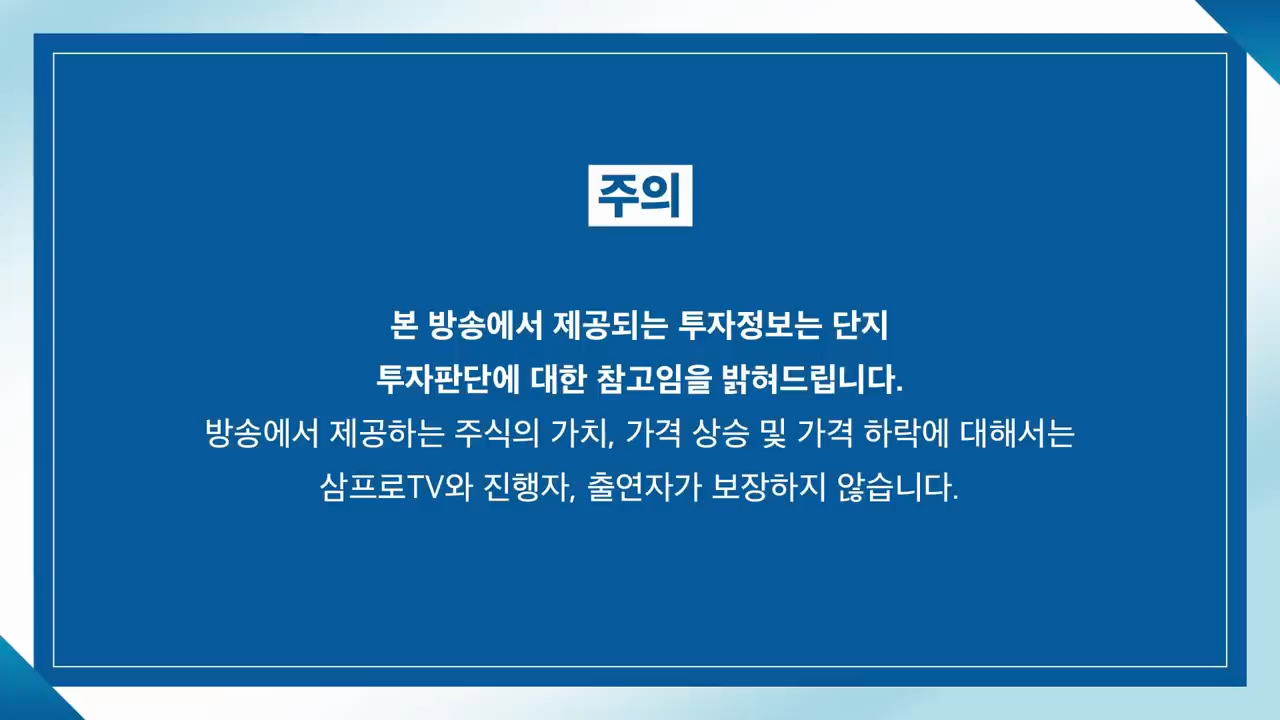 주의
본 방송에서 제공되는 투자정보는 단지
투자판단에 대한 참고임을 밝혀드립니다.
방송에서 제공하는 주식의 가치, 가격 상승 및 가격 하락에 대해서는
삼프로TV와 진행자, 출연자가 보장하지 않습니다.